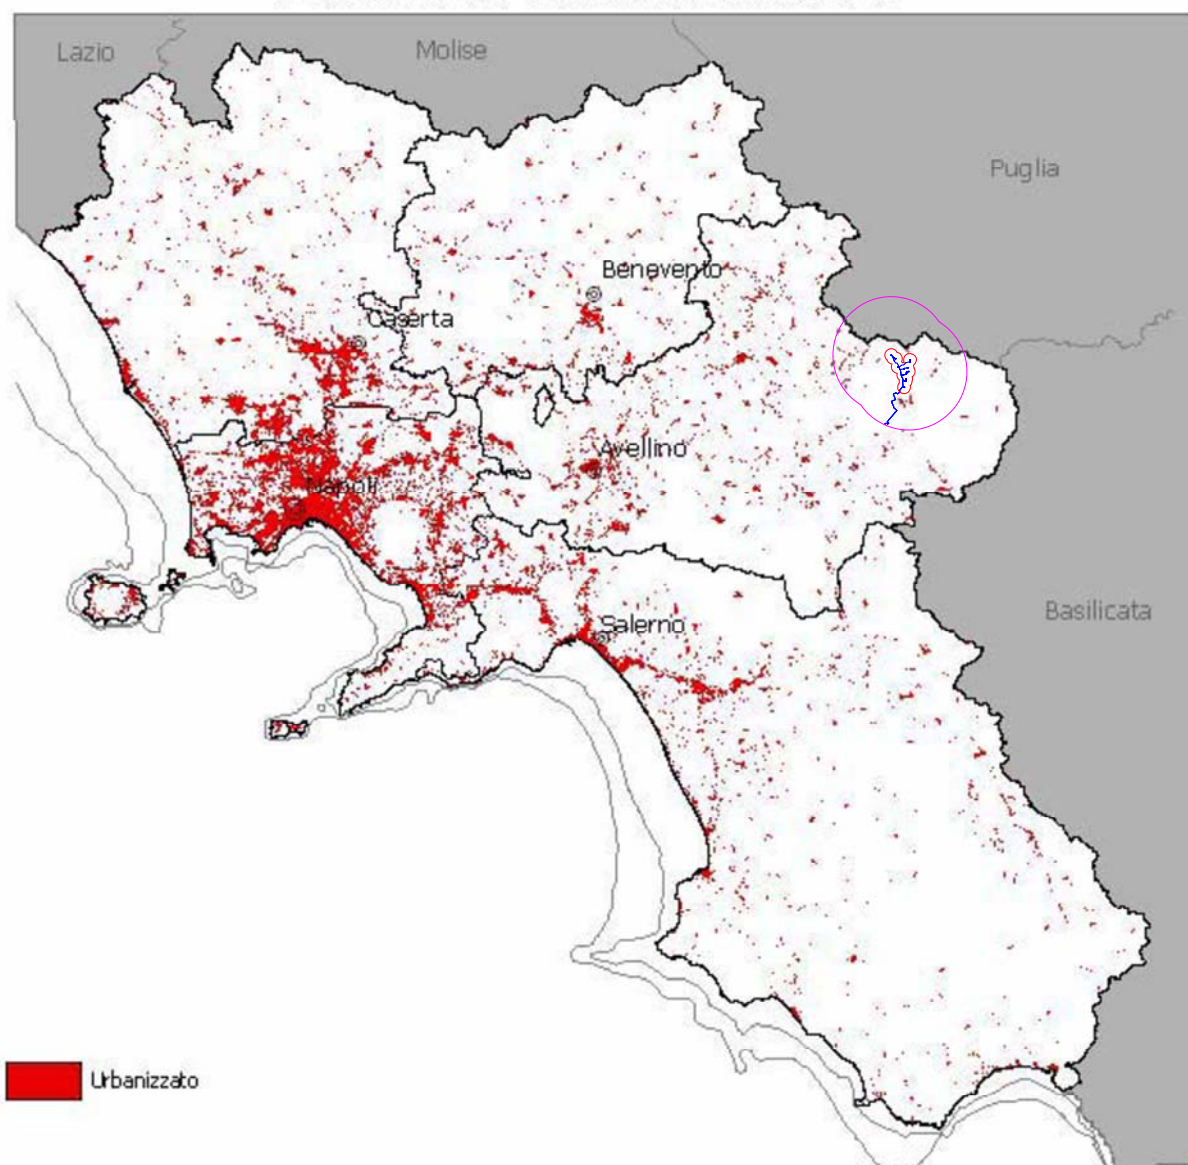 Lazio
Molise
Puglia
Benevento
Caserta
Avellino
Napoli
Salerno
Basilicata
Urbanizzato